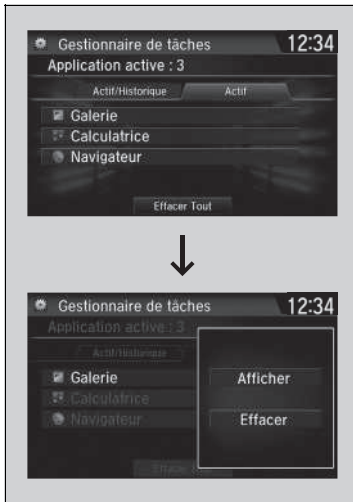 Gestionnaire de tâches 12:34
Application active : 3
Actif/Historique Actif
Galerie
Calculatrice
Navigateur
Effacer Tout
Gestionnaire de tâches 12:34
Application active : 3
Actif/Historique
Galerie Afficher
Calculatrice
Navigateur Effacer
Effacer